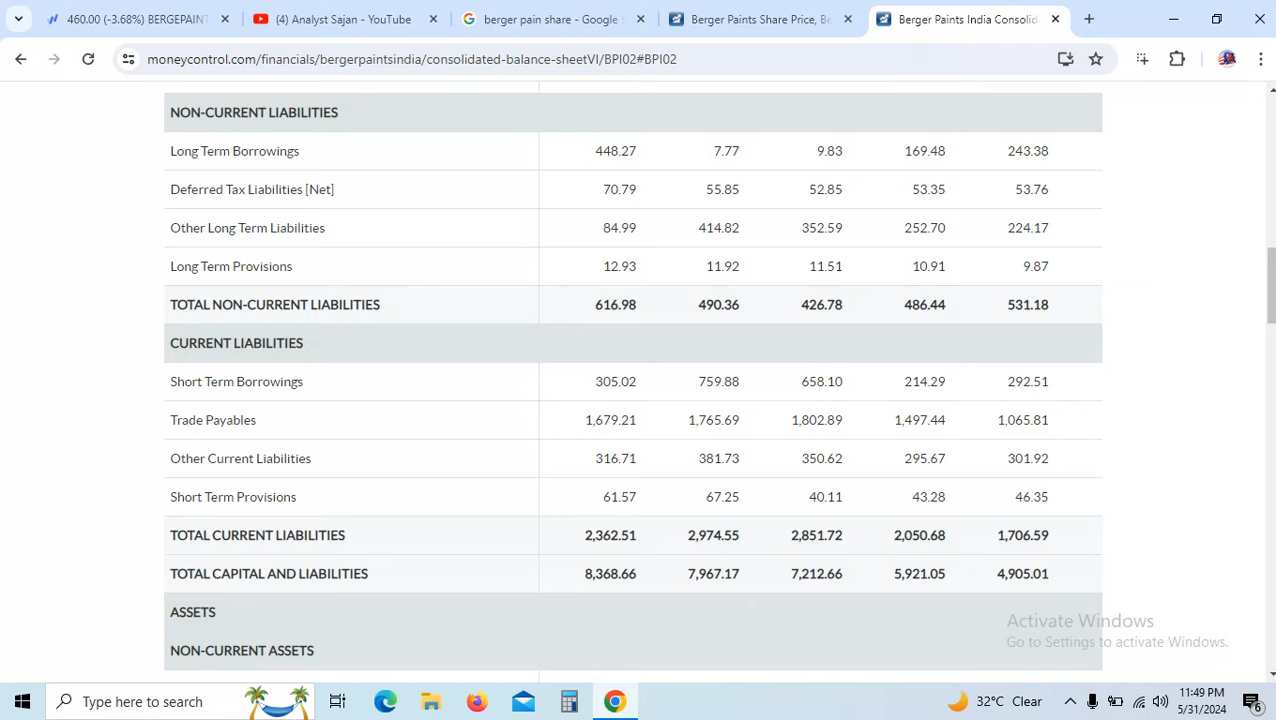 460.00 (-3.68%) BERGEPAINT
(4) Analyst Sajan - YouTube
berger pain share - Google S
Berger Paints Share Price, Be
Berger Paints India Consolid
moneycontrol.com/financials/bergerpaintsindia/consolidated-balance-sheetVI/BPI02#BPI02
NON-CURRENT LIABILITIES
Long Term Borrowings 448.27 7.77 9.83 169.48 243.38
Deferred Tax Liabilities [Net] 70.79 55.85 52.85 53.35 53.76
Other Long Term Liabilities 84.99 414.82 352.59 252.70 224.17
Long Term Provisions 12.93 11.92 11.51 10.91 9.87
TOTAL NON-CURRENT LIABILITIES 616.98 490.36 426.78 486.44 531.18
CURRENT LIABILITIES
Short Term Borrowings 305.02 759.88 658.10 214.29 292.51
Trade Payables 1,679.21 1,765.69 1,802.89 1,497.44 1,065.81
Other Current Liabilities 316.71 381.73 350.62 295.67 301.92
Short Term Provisions 61.57 67.25 40.11 43.28 46.35
TOTAL CURRENT LIABILITIES 2,362.51 2,974.55 2,851.72 2,050.68 1,706.59
TOTAL CAPITAL AND LIABILITIES 8,368.66 7,967.17 7,212.66 5,921.05 4,905.01
ASSETS
NON-CURRENT ASSETS
Activate Windows
Go to Settings to activate Windows.
Type here to search
32°C Clear
11:49 PM
5/31/2024
6